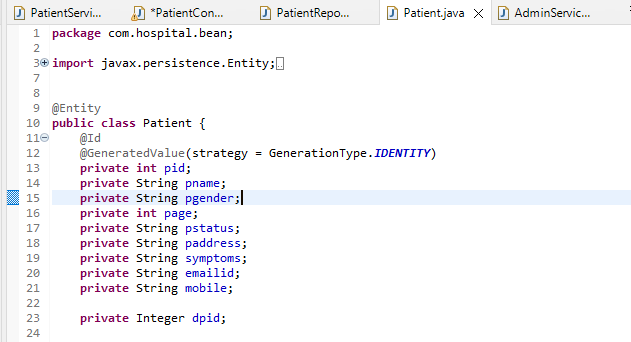 PatientServi... *PatientCon... PatientRepo... Patient.java AdminServic...
1 package com.hospital.bean;
2
3 import javax.persistence.Entity;
7
8
9 @Entity
10 public class Patient {
11 @Id
12 @GeneratedValue(strategy = GenerationType.IDENTITY)
13 private int pid;
14 private String pname;
15 private String pgender;
16 private int page;
17 private String pstatus;
18 private String paddress;
19 private String symptoms;
20 private String emailid;
21 private String mobile;
22
23 private Integer dpid;
24